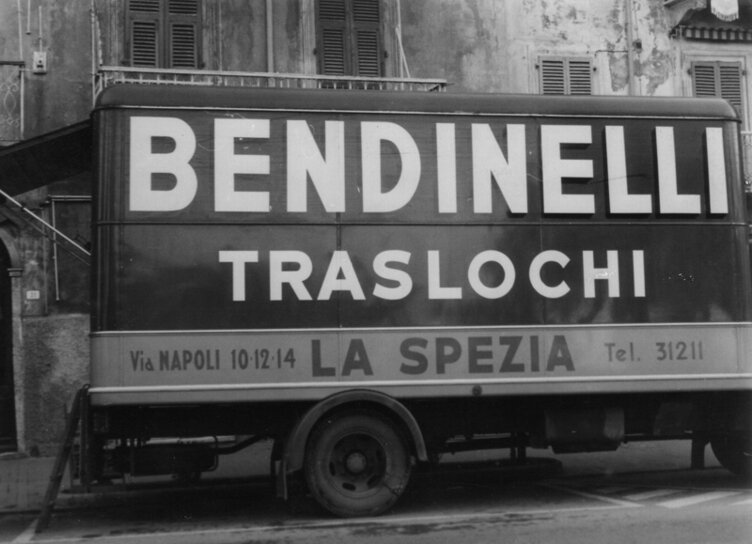 BENDINELLI
TRASLOCHI
Via NAPOLI 10·12·14 LA SPEZIA Tel. 31211